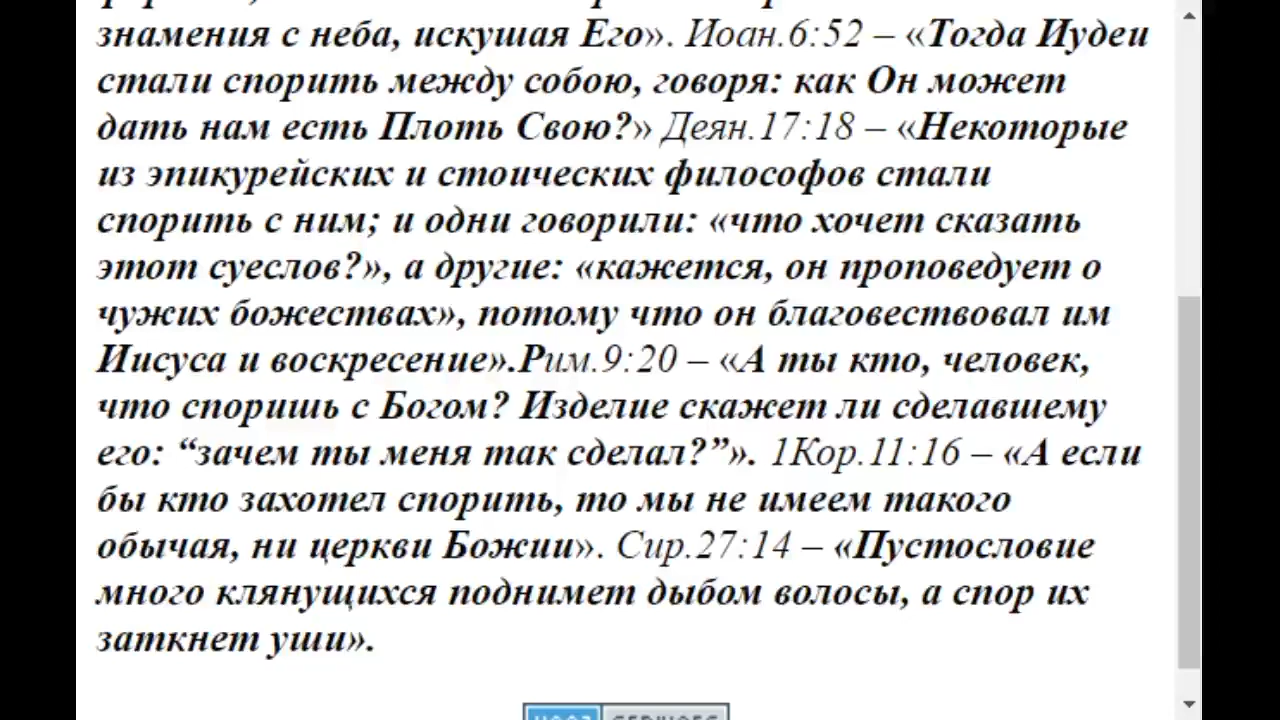 знамения с неба, искушая Его». Иоан.6:52 – «Тогда Иудеи
стали спорить между собою, говоря: как Он может
дать нам есть Плоть Свою?» Деян.17:18 – «Некоторые
из эпикурейских и стоических философов стали
спорить с ним; и одни говорили: «что хочет сказать
этот суеслов?», а другие: «кажется, он проповедует о
чужих божествах», потому что он благовествовал им
Иисуса и воскресение».Рим.9:20 – «А ты кто, человек,
что споришь с Богом? Изделие скажет ли сделавшему
его: “зачем ты меня так сделал?”». 1Кор.11:16 – «А если
бы кто захотел спорить, то мы не имеем такого
обычая, ни церкви Божии». Сир.27:14 – «Пустословие
много клянущихся поднимет дыбом волосы, а спор их
заткнет уши».